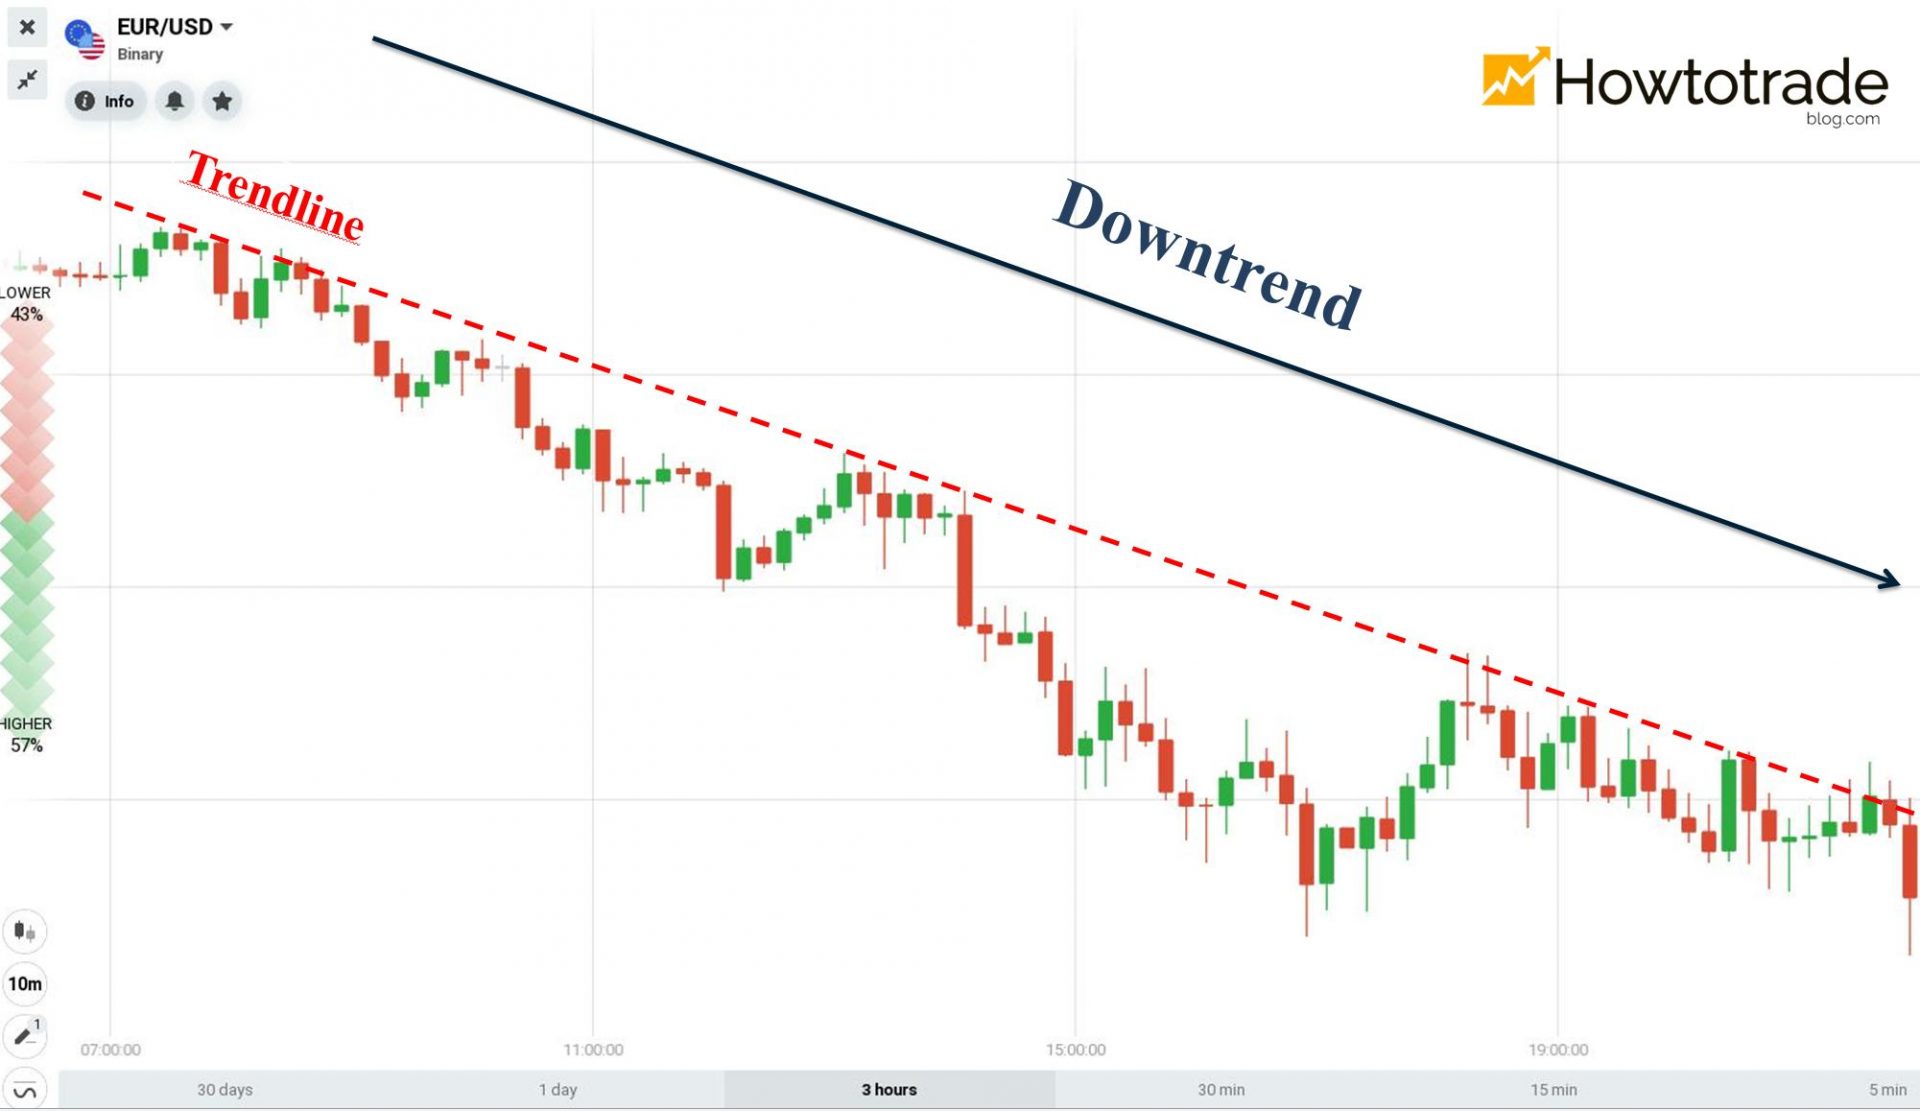 EUR/USD
Binary
Info
Howtotrade
blog.com
Trendline
Downtrend
LOWER
43%
HIGHER
57%
10m
1
07:00:00
11:00:00
15:00:00
19:00:00
30 days
1 day
3 hours
30 min
15 min
5 min